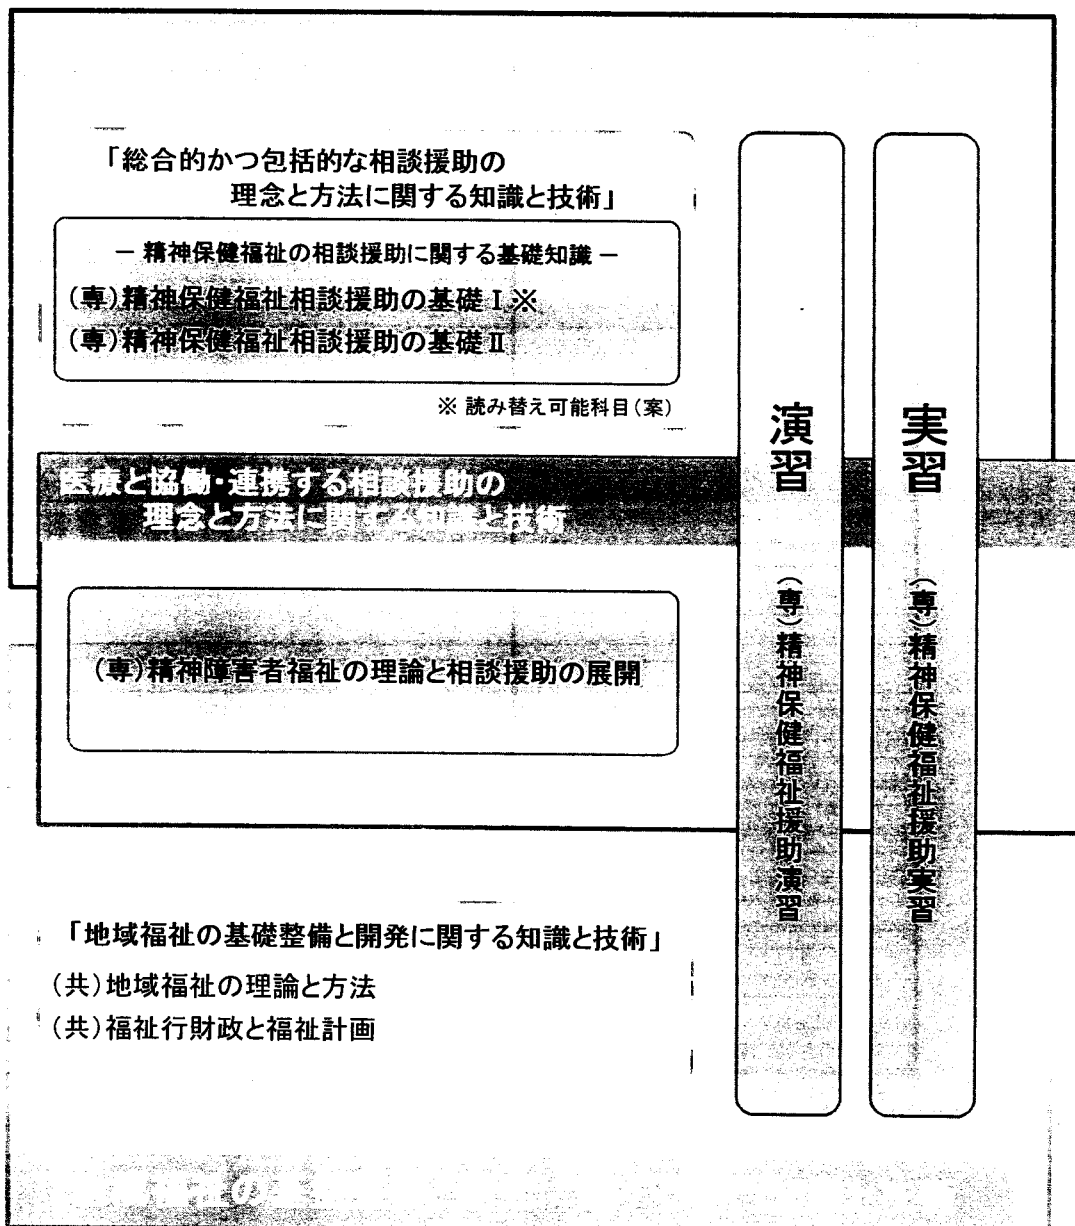 「総合的かつ包括的な相談援助の
理念と方法に関する知識と技術」
－ 精神保健福祉の相談援助に関する基礎知識 －
(専)精神保健福祉相談援助の基礎Ⅰ※
(専)精神保健福祉相談援助の基礎Ⅱ
※ 読み替え可能科目(案)
医療と協働・連携する相談援助の
理念と方法に関する知識と技術
(専)精神障害者福祉の理論と相談援助の展開
「地域福祉の基礎整備と開発に関する知識と技術」
(共)地域福祉の理論と方法
(共)福祉行財政と福祉計画
演習
(専)精神保健福祉援助演習
実習
(専)精神保健福祉援助実習